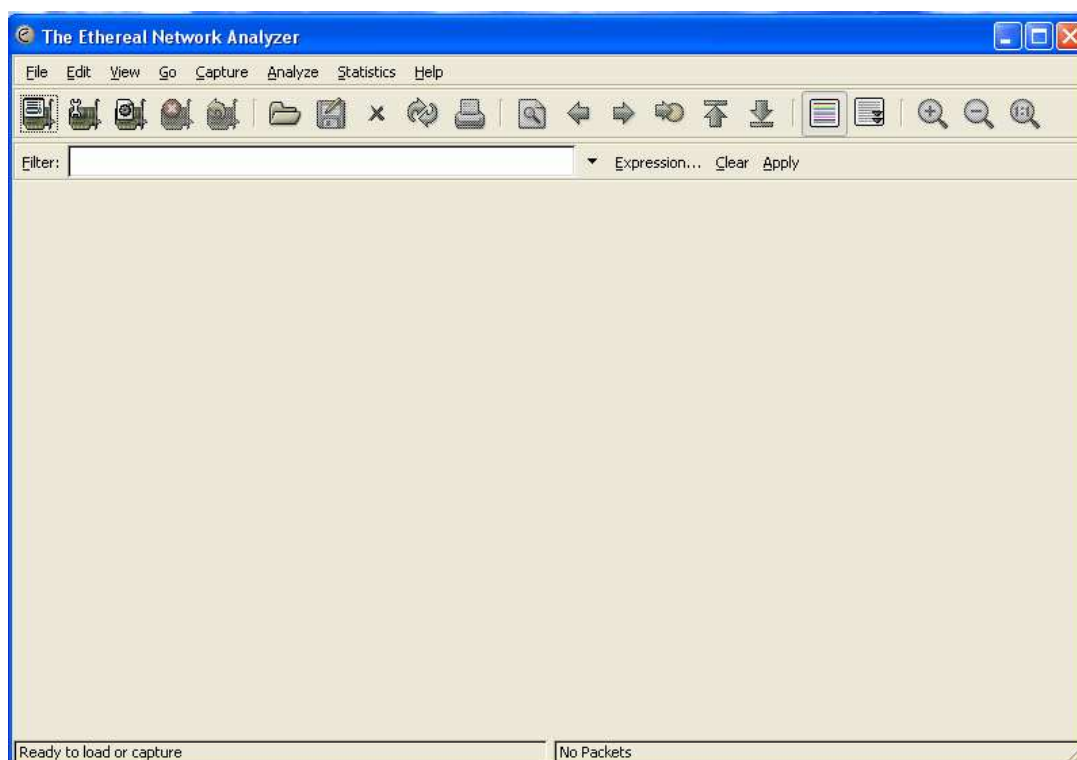 The Ethereal Network Analyzer
File Edit View Go Capture Analyze Statistics Help
Filter: Expression... Clear Apply
Ready to load or capture No Packets